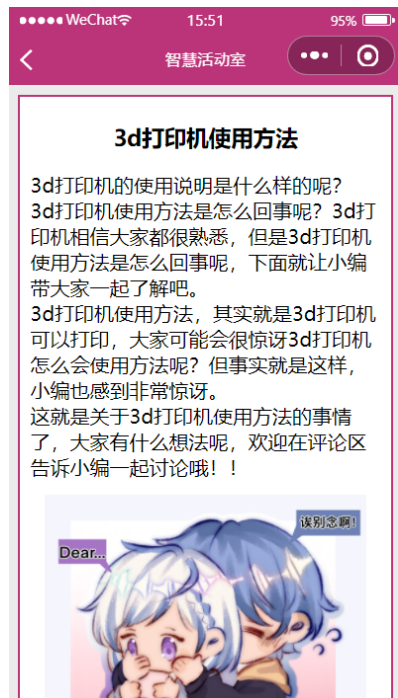 WeChat 15:51 95%
智慧活动室
3d打印机使用方法
3d打印机的使用说明是什么样的呢？
3d打印机使用方法是怎么回事呢？3d打
印机相信大家都很熟悉，但是3d打印机
使用方法是怎么回事呢，下面就让小编
带大家一起了解吧。
3d打印机使用方法，其实就是3d打印机
可以打印，大家可能会很惊讶3d打印机
怎么会使用方法呢？但事实就是这样，
小编也感到非常惊讶。
这就是关于3d打印机使用方法的事情
了，大家有什么想法呢，欢迎在评论区
告诉小编一起讨论哦！！
诶别念啊!
Dear...